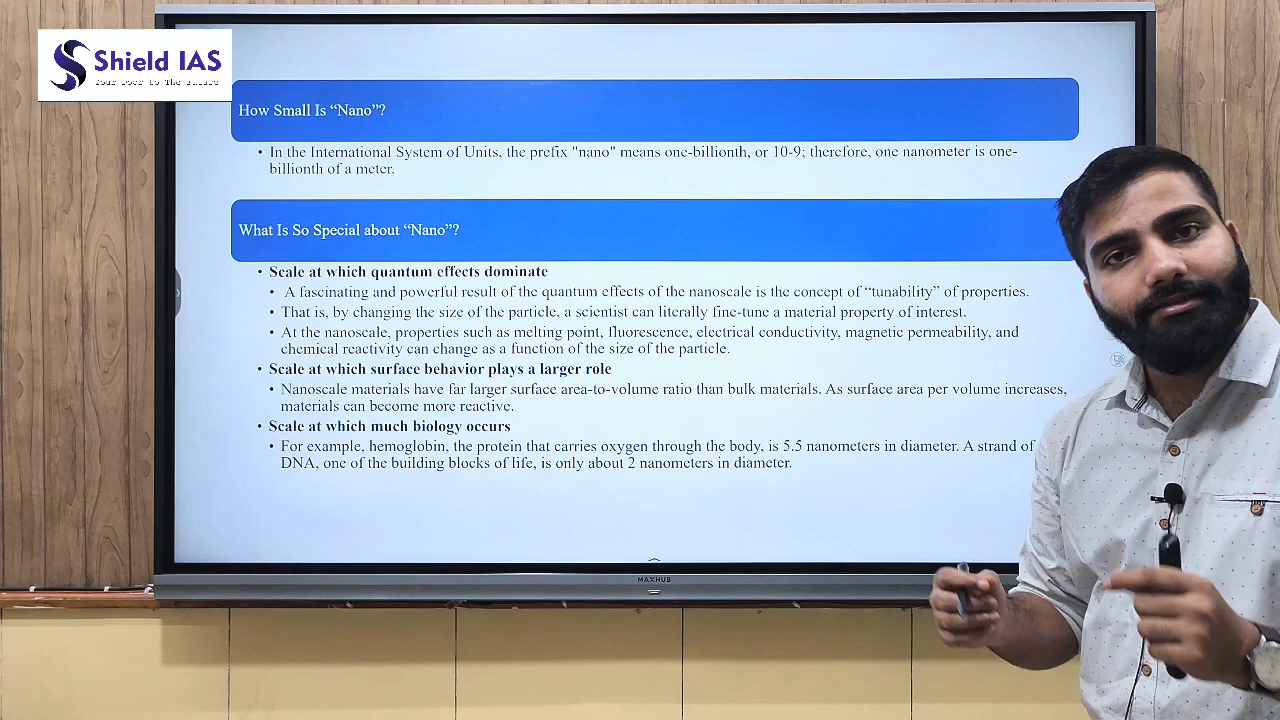 Shield IAS
Your Door to The Future
How Small Is “Nano”?
• In the International System of Units, the prefix "nano" means one-billionth, or 10-9; therefore, one nanometer is one-
billionth of a meter.
What Is So Special about “Nano”?
• Scale at which quantum effects dominate
• A fascinating and powerful result of the quantum effects of the nanoscale is the concept of “tunability” of properties.
• That is, by changing the size of the particle, a scientist can literally fine-tune a material property of interest.
• At the nanoscale, properties such as melting point, fluorescence, electrical conductivity, magnetic permeability, and
chemical reactivity can change as a function of the size of the particle.
• Scale at which surface behavior plays a larger role
• Nanoscale materials have far larger surface area-to-volume ratio than bulk materials. As surface area per volume increases,
materials can become more reactive.
• Scale at which much biology occurs
• For example, hemoglobin, the protein that carries oxygen through the body, is 5.5 nanometers in diameter. A strand of
DNA, one of the building blocks of life, is only about 2 nanometers in diameter.
MAXHUB